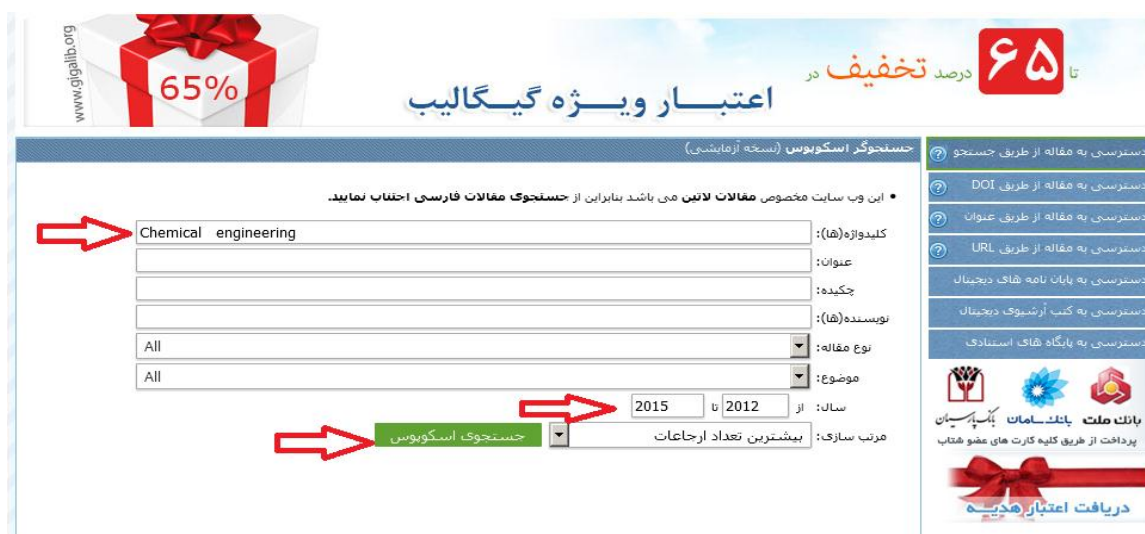 www.gigalib.org
65%
تا ۶۵ درصد تخفیف در
اعتبـــار ویـــژه گیـگالیب
جستجوگر اسکوپوس (نسخه آزمایشی)
• این وب سایت مخصوص مقالات لاتین می باشد بنابراین از جستجوی مقالات فارسی اجتناب نمایید.
کلیدواژه(ها): Chemical engineering
عنوان:
چکیده:
نویسنده(ها):
نوع مقاله: All
موضوع: All
سال: از 2012 تا 2015
مرتب سازی: بیشترین تعداد ارجاعات جستجوی اسکوپوس
دسترسی به مقاله از طریق جستجو ?
دسترسی به مقاله از طریق DOI ?
دسترسی به مقاله از طریق عنوان ?
دسترسی به مقاله از طریق URL ?
دسترسی به پایان نامه های دیجیتال
دسترسی به کتب آرشیوی دیجیتال
دسترسی به پایگاه های استنادی
بانک ملت بانک سامان بانک پارسیان
پرداخت از طریق کلیه کارت های عضو شتاب
دریافت اعتبار هدیـــه